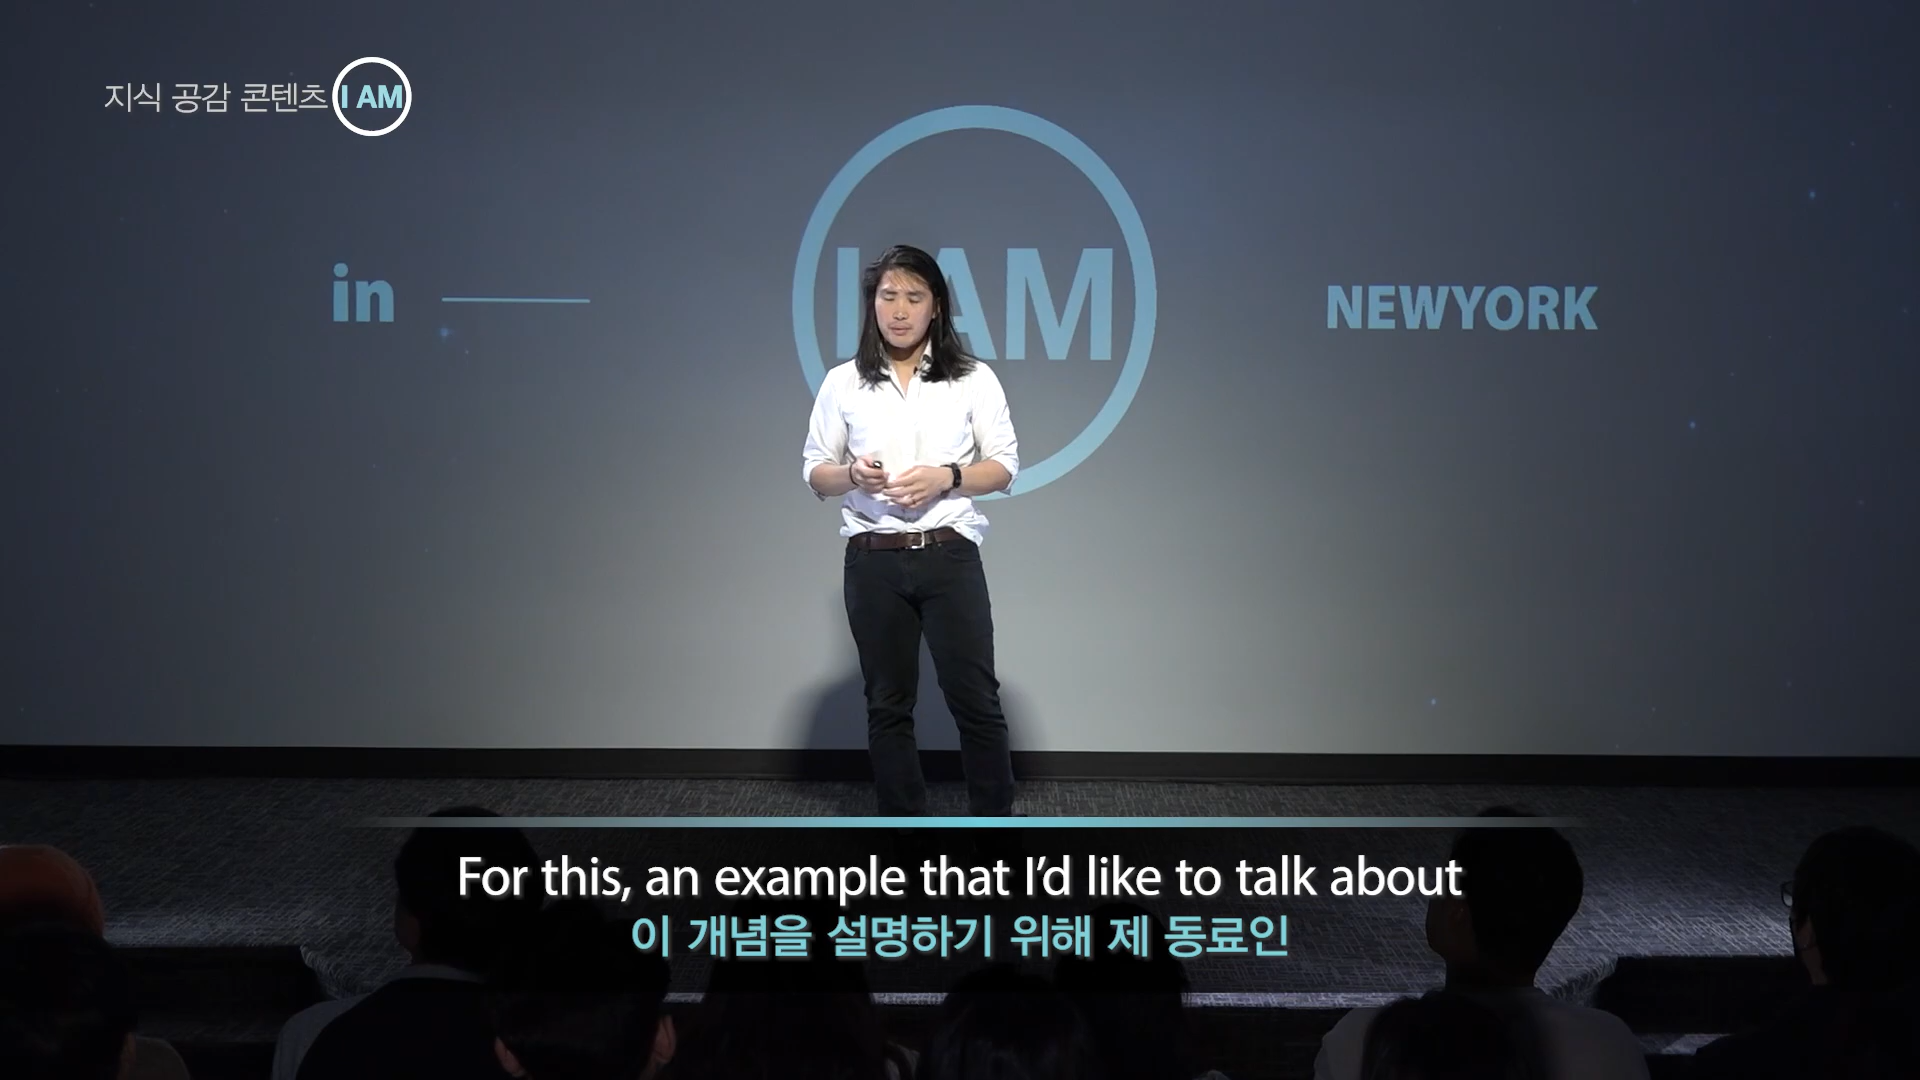 지식 공감 콘텐츠 I AM
in
I AM
NEWYORK
For this, an example that I'd like to talk about
이 개념을 설명하기 위해 제 동료인